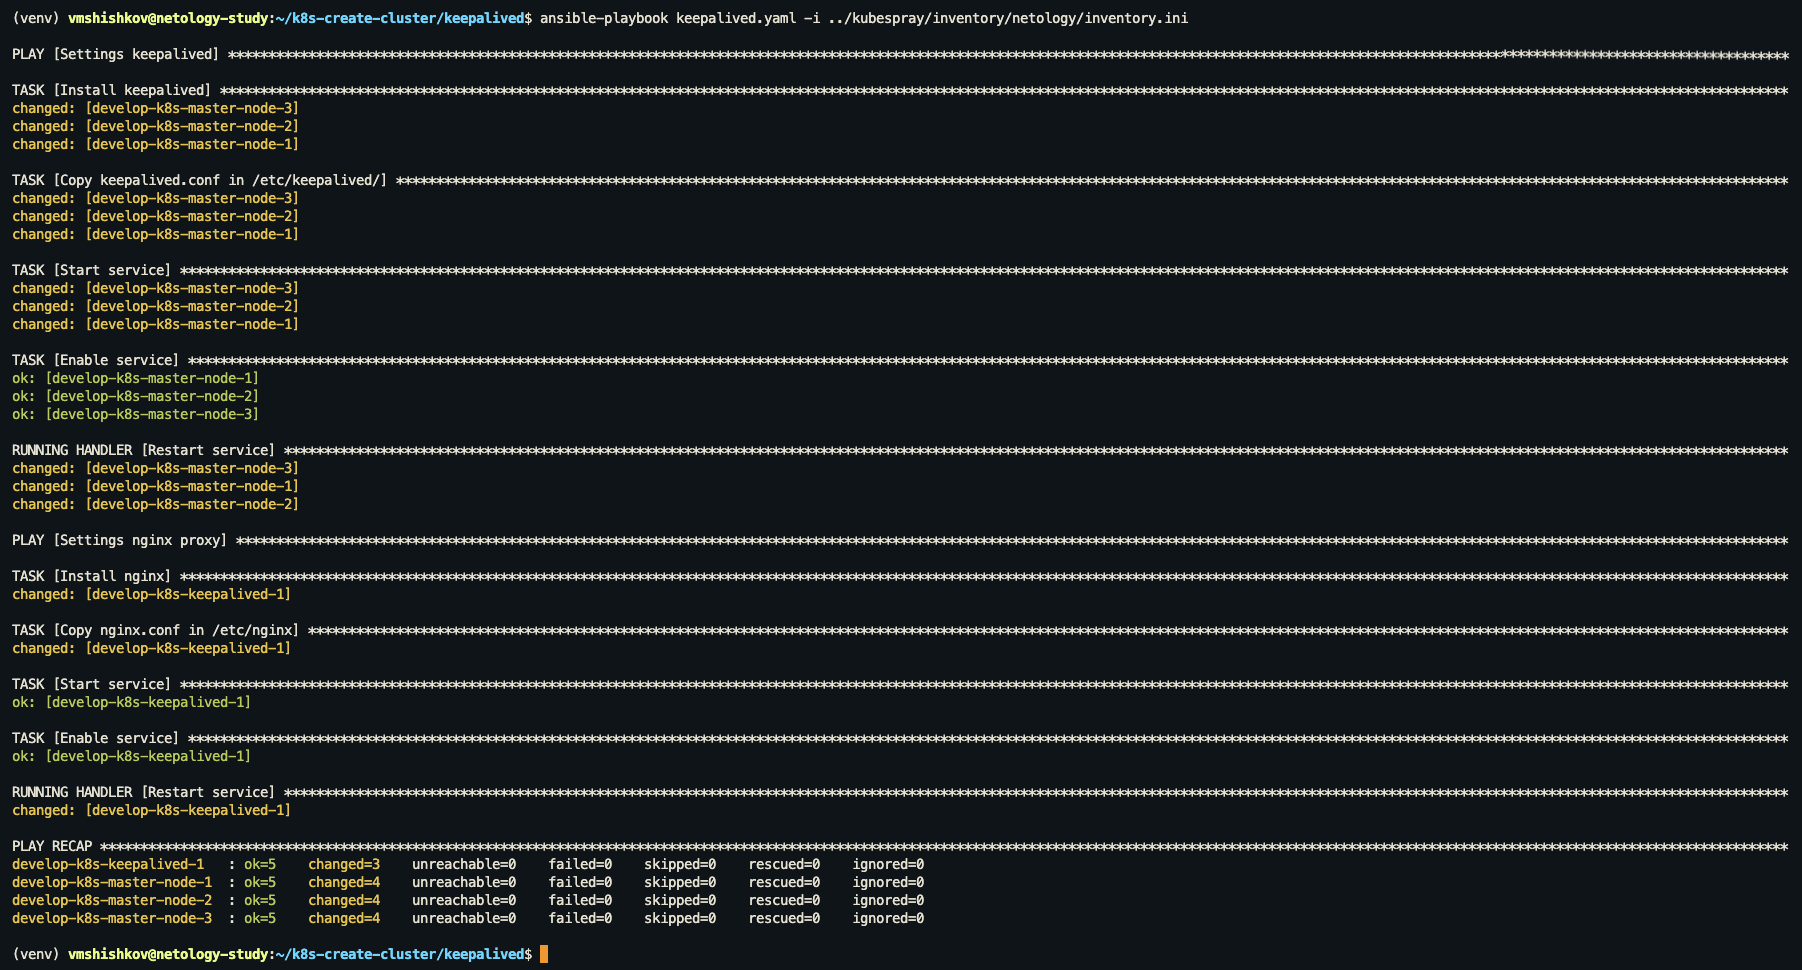 (venv) vmshishkov@netology-study:~/k8s-create-cluster/keepalived$ ansible-playbook keepalived.yaml -i ../kubespray/inventory/netology/inventory.ini
PLAY [Settings keepalived] ****************************************************************
TASK [Install keepalived] ****************************************************************
changed: [develop-k8s-master-node-3]
changed: [develop-k8s-master-node-2]
changed: [develop-k8s-master-node-1]
TASK [Copy keepalived.conf in /etc/keepalived/] ****************************************************************
changed: [develop-k8s-master-node-3]
changed: [develop-k8s-master-node-2]
changed: [develop-k8s-master-node-1]
TASK [Start service] ****************************************************************
changed: [develop-k8s-master-node-3]
changed: [develop-k8s-master-node-2]
changed: [develop-k8s-master-node-1]
TASK [Enable service] ****************************************************************
ok: [develop-k8s-master-node-1]
ok: [develop-k8s-master-node-2]
ok: [develop-k8s-master-node-3]
RUNNING HANDLER [Restart service] ****************************************************************
changed: [develop-k8s-master-node-3]
changed: [develop-k8s-master-node-1]
changed: [develop-k8s-master-node-2]
PLAY [Settings nginx proxy] ****************************************************************
TASK [Install nginx] ****************************************************************
changed: [develop-k8s-keepalived-1]
TASK [Copy nginx.conf in /etc/nginx] ****************************************************************
changed: [develop-k8s-keepalived-1]
TASK [Start service] ****************************************************************
ok: [develop-k8s-keepalived-1]
TASK [Enable service] ****************************************************************
ok: [develop-k8s-keepalived-1]
RUNNING HANDLER [Restart service] ****************************************************************
changed: [develop-k8s-keepalived-1]
PLAY RECAP ****************************************************************
develop-k8s-keepalived-1 : ok=5 changed=3 unreachable=0 failed=0 skipped=0 rescued=0 ignored=0
develop-k8s-master-node-1 : ok=5 changed=4 unreachable=0 failed=0 skipped=0 rescued=0 ignored=0
develop-k8s-master-node-2 : ok=5 changed=4 unreachable=0 failed=0 skipped=0 rescued=0 ignored=0
develop-k8s-master-node-3 : ok=5 changed=4 unreachable=0 failed=0 skipped=0 rescued=0 ignored=0
(venv) vmshishkov@netology-study:~/k8s-create-cluster/keepalived$